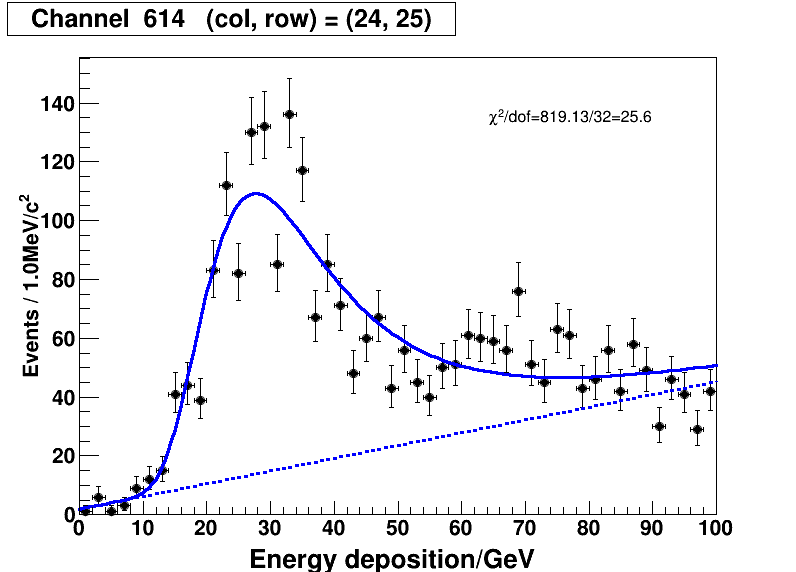 Channel 614 (col, row) = (24, 25)
χ²/dof=819.13/32=25.6
Events / 1.0MeV/c²
140
120
100
80
60
40
20
0
0 10 20 30 40 50 60 70 80 90 100
Energy deposition/GeV